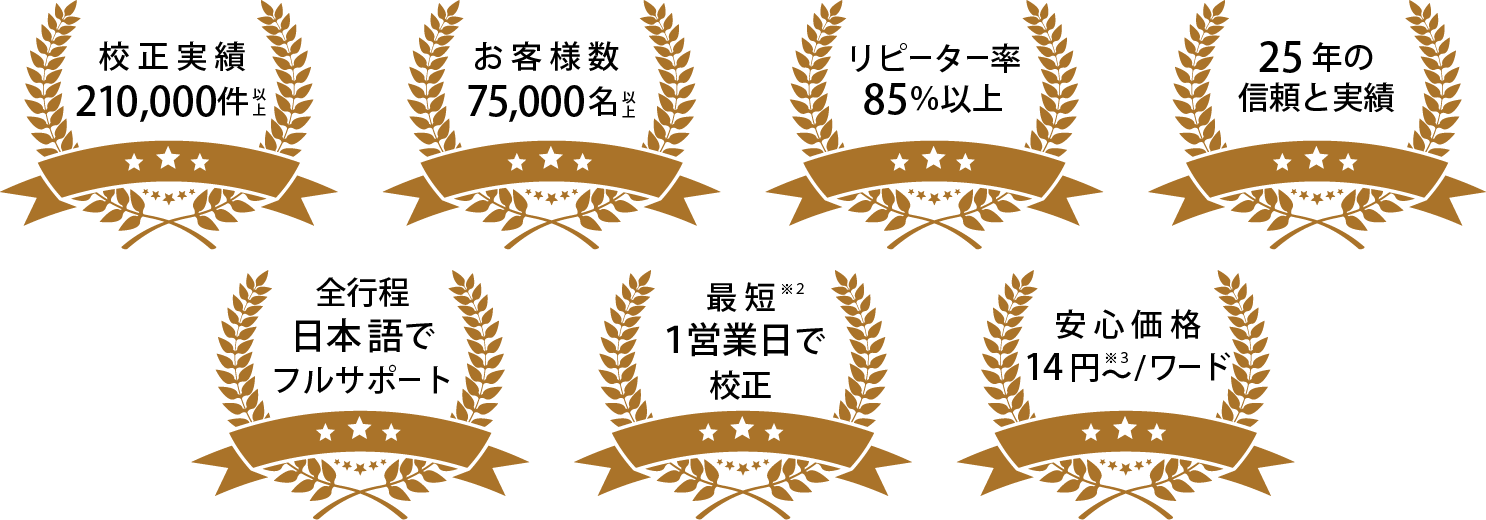 校正実績
210,000件以上
お客様数
75,000名以上
リピーター率
85%以上
25年の
信頼と実績
全行程
日本語で
フルサポート
最短※2
1営業日で
校正
安心価格
14円※3～/ワード